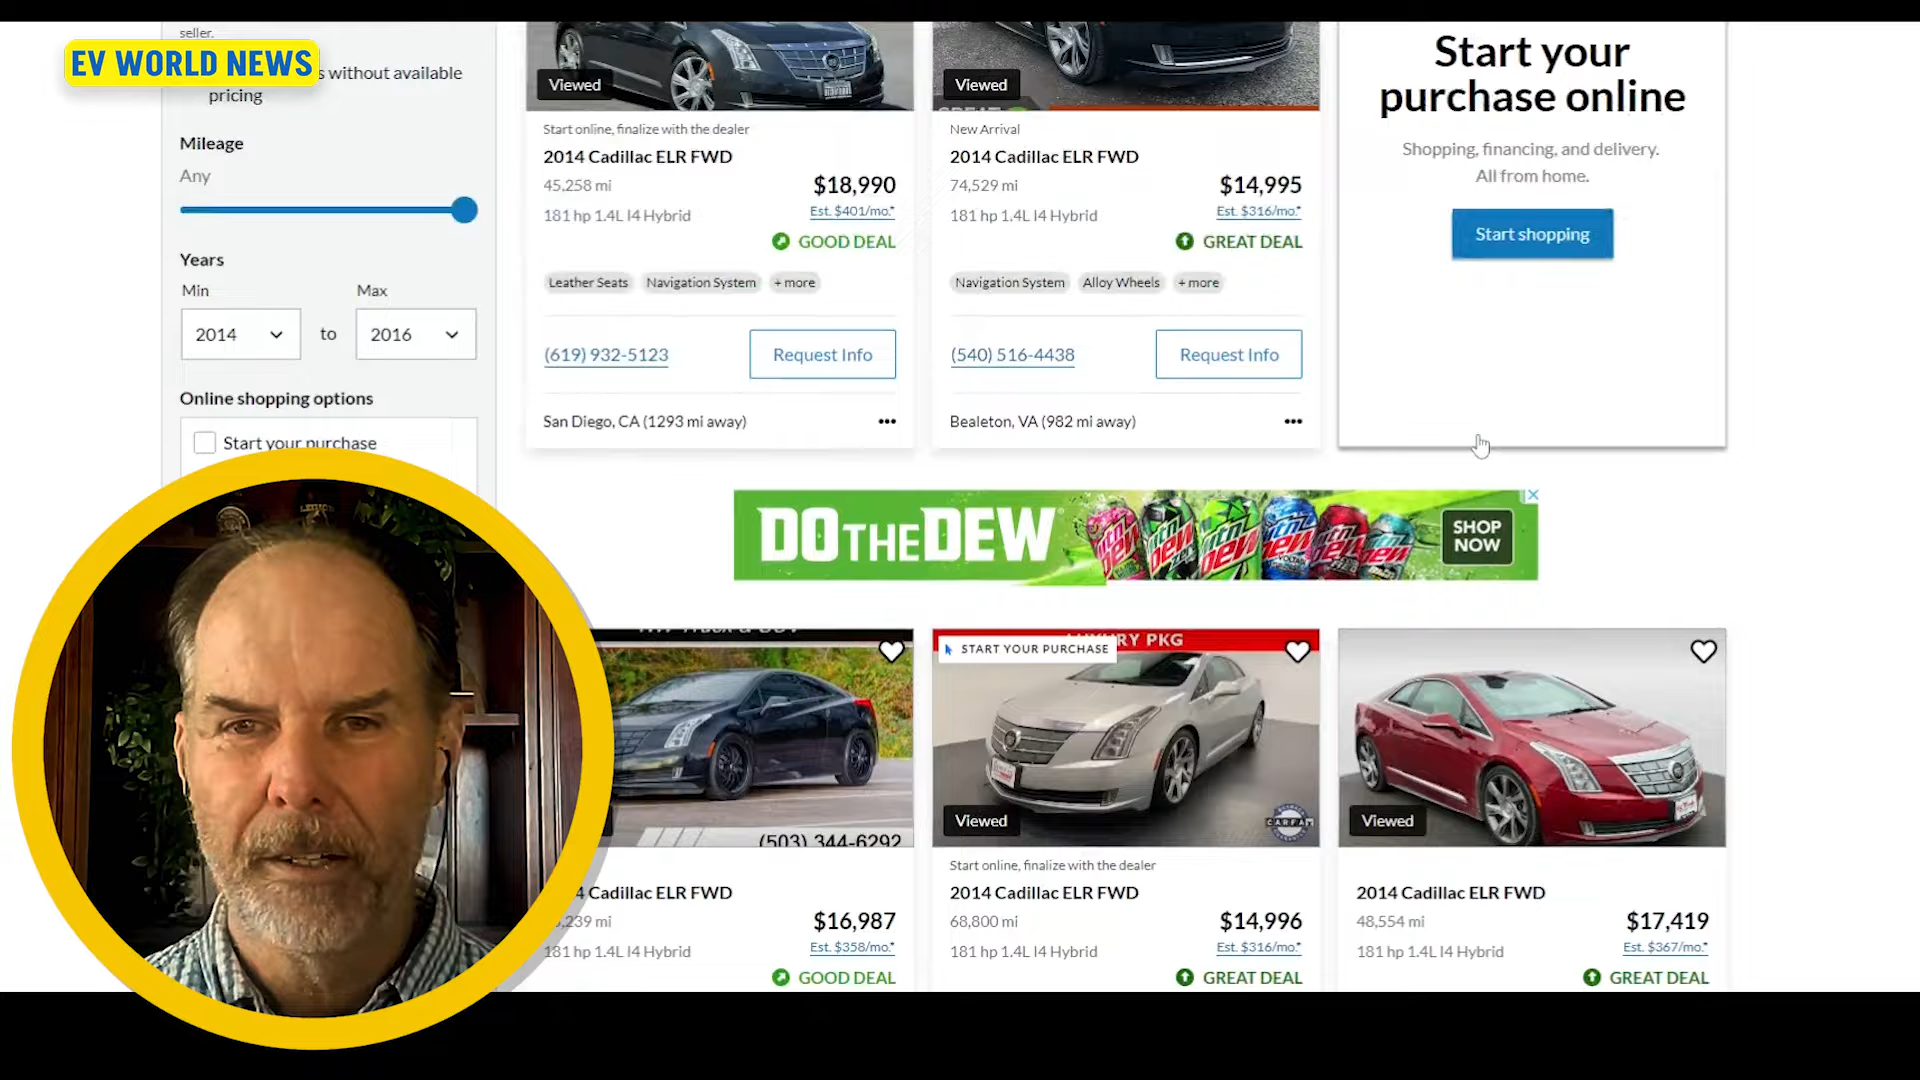 seller.
EV WORLD NEWS
s without available
pricing
Mileage
Any
Years
Min
Max
2014
to
2016
Online shopping options
Start your purchase
Viewed
Start online, finalize with the dealer
2014 Cadillac ELR FWD
45,258 mi
$18,990
Est. $401/mo.*
181 hp 1.4L I4 Hybrid
GOOD DEAL
Leather Seats
Navigation System
+ more
(619) 932-5123
Request Info
San Diego, CA (1293 mi away)
Viewed
New Arrival
2014 Cadillac ELR FWD
74,529 mi
$14,995
Est. $316/mo.*
181 hp 1.4L I4 Hybrid
GREAT DEAL
Navigation System
Alloy Wheels
+ more
(540) 516-4438
Request Info
Bealeton, VA (982 mi away)
Start your
purchase online
Shopping, financing, and delivery.
All from home.
Start shopping
DO THE DEW
SHOP
NOW
(503) 344-6292
4 Cadillac ELR FWD
,239 mi
$16,987
Est. $358/mo.*
181 hp 1.4L I4 Hybrid
GOOD DEAL
LUXURY PKG
START YOUR PURCHASE
Viewed
CARFAX
Start online, finalize with the dealer
2014 Cadillac ELR FWD
68,800 mi
$14,996
Est. $316/mo.*
181 hp 1.4L I4 Hybrid
GREAT DEAL
Viewed
2014 Cadillac ELR FWD
48,554 mi
$17,419
Est. $367/mo.*
181 hp 1.4L I4 Hybrid
GREAT DEAL